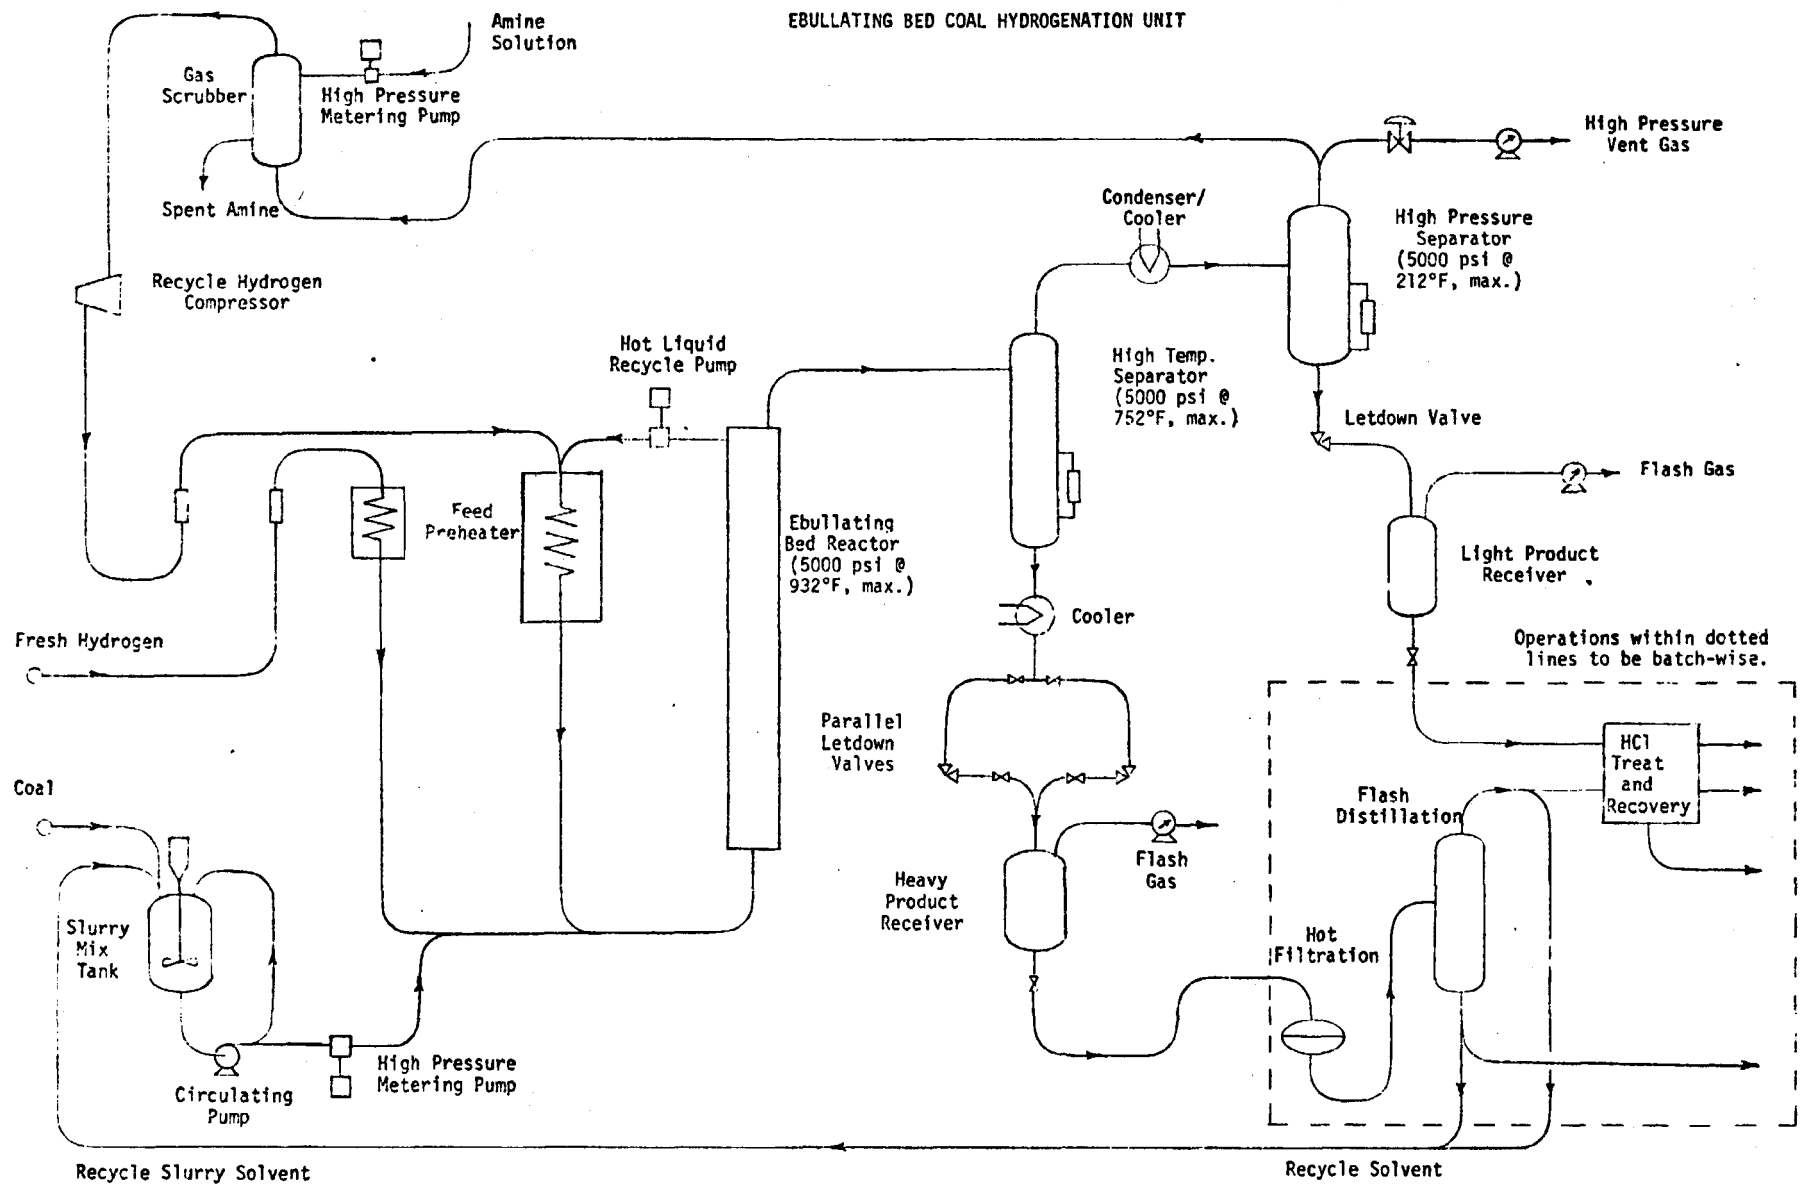 EBULLATING BED COAL HYDROGENATION UNIT
Amine
Solution
Gas
Scrubber
High Pressure
Metering Pump
Spent Amine
High Pressure
Vent Gas
Condenser/
Cooler
High Pressure
Separator
(5000 psi @
212°F, max.)
Recycle Hydrogen
Compressor
Hot Liquid
Recycle Pump
High Temp.
Separator
(5000 psi @
752°F, max.)
Letdown Valve
Flash Gas
Feed
Preheater
Ebullating
Bed Reactor
(5000 psi @
932°F, max.)
Light Product
Receiver
Cooler
Fresh Hydrogen
Operations within dotted
lines to be batch-wise.
Parallel
Letdown
Valves
HCl
Treat
and
Recovery
Coal
Flash
Distillation
Flash
Gas
Heavy
Product
Receiver
Slurry
Mix
Tank
Hot
Filtration
High Pressure
Metering Pump
Circulating
Pump
Recycle Slurry Solvent
Recycle Solvent